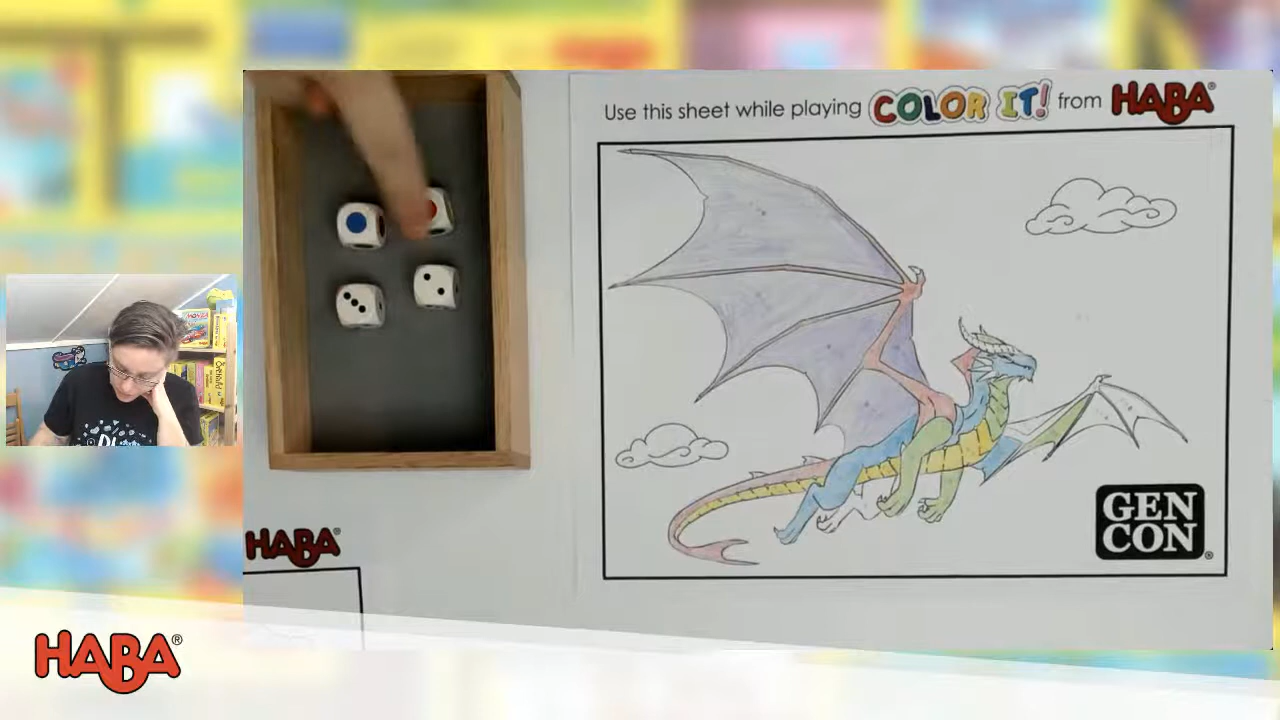 Use this sheet while playing COLOR IT! from HABA®
GEN
CON®
HABA®
HABA®